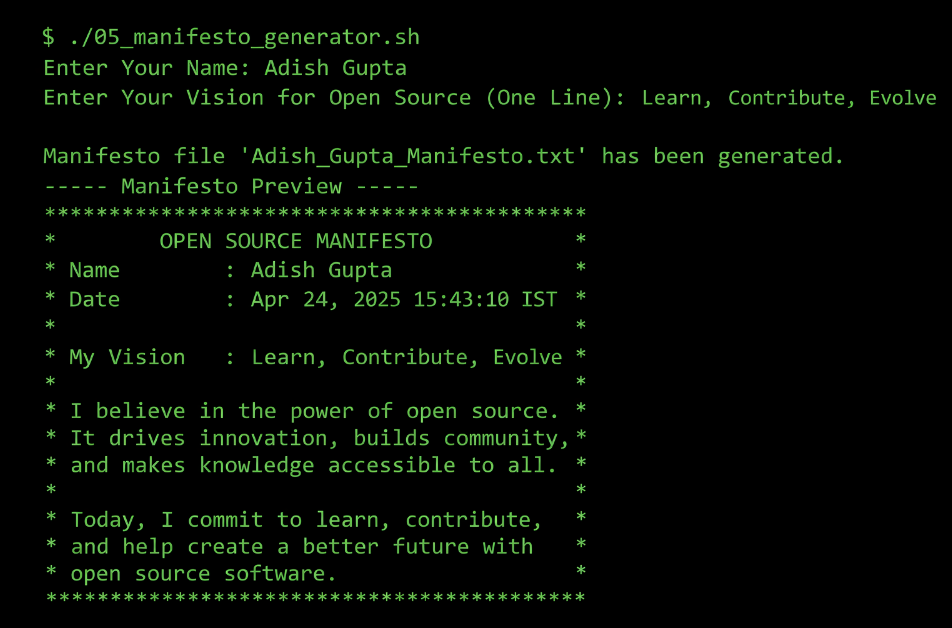 $ ./05_manifesto_generator.sh
Enter Your Name: Adish Gupta
Enter Your Vision for Open Source (One Line): Learn, Contribute, Evolve
Manifesto file 'Adish_Gupta_Manifesto.txt' has been generated.
----- Manifesto Preview -----
******************************************
* OPEN SOURCE MANIFESTO *
* Name : Adish Gupta *
* Date : Apr 24, 2025 15:43:10 IST *
* *
* My Vision : Learn, Contribute, Evolve *
* *
* I believe in the power of open source. *
* It drives innovation, builds community, *
* and makes knowledge accessible to all. *
* *
* Today, I commit to learn, contribute, *
* and help create a better future with *
* open source software. *
******************************************